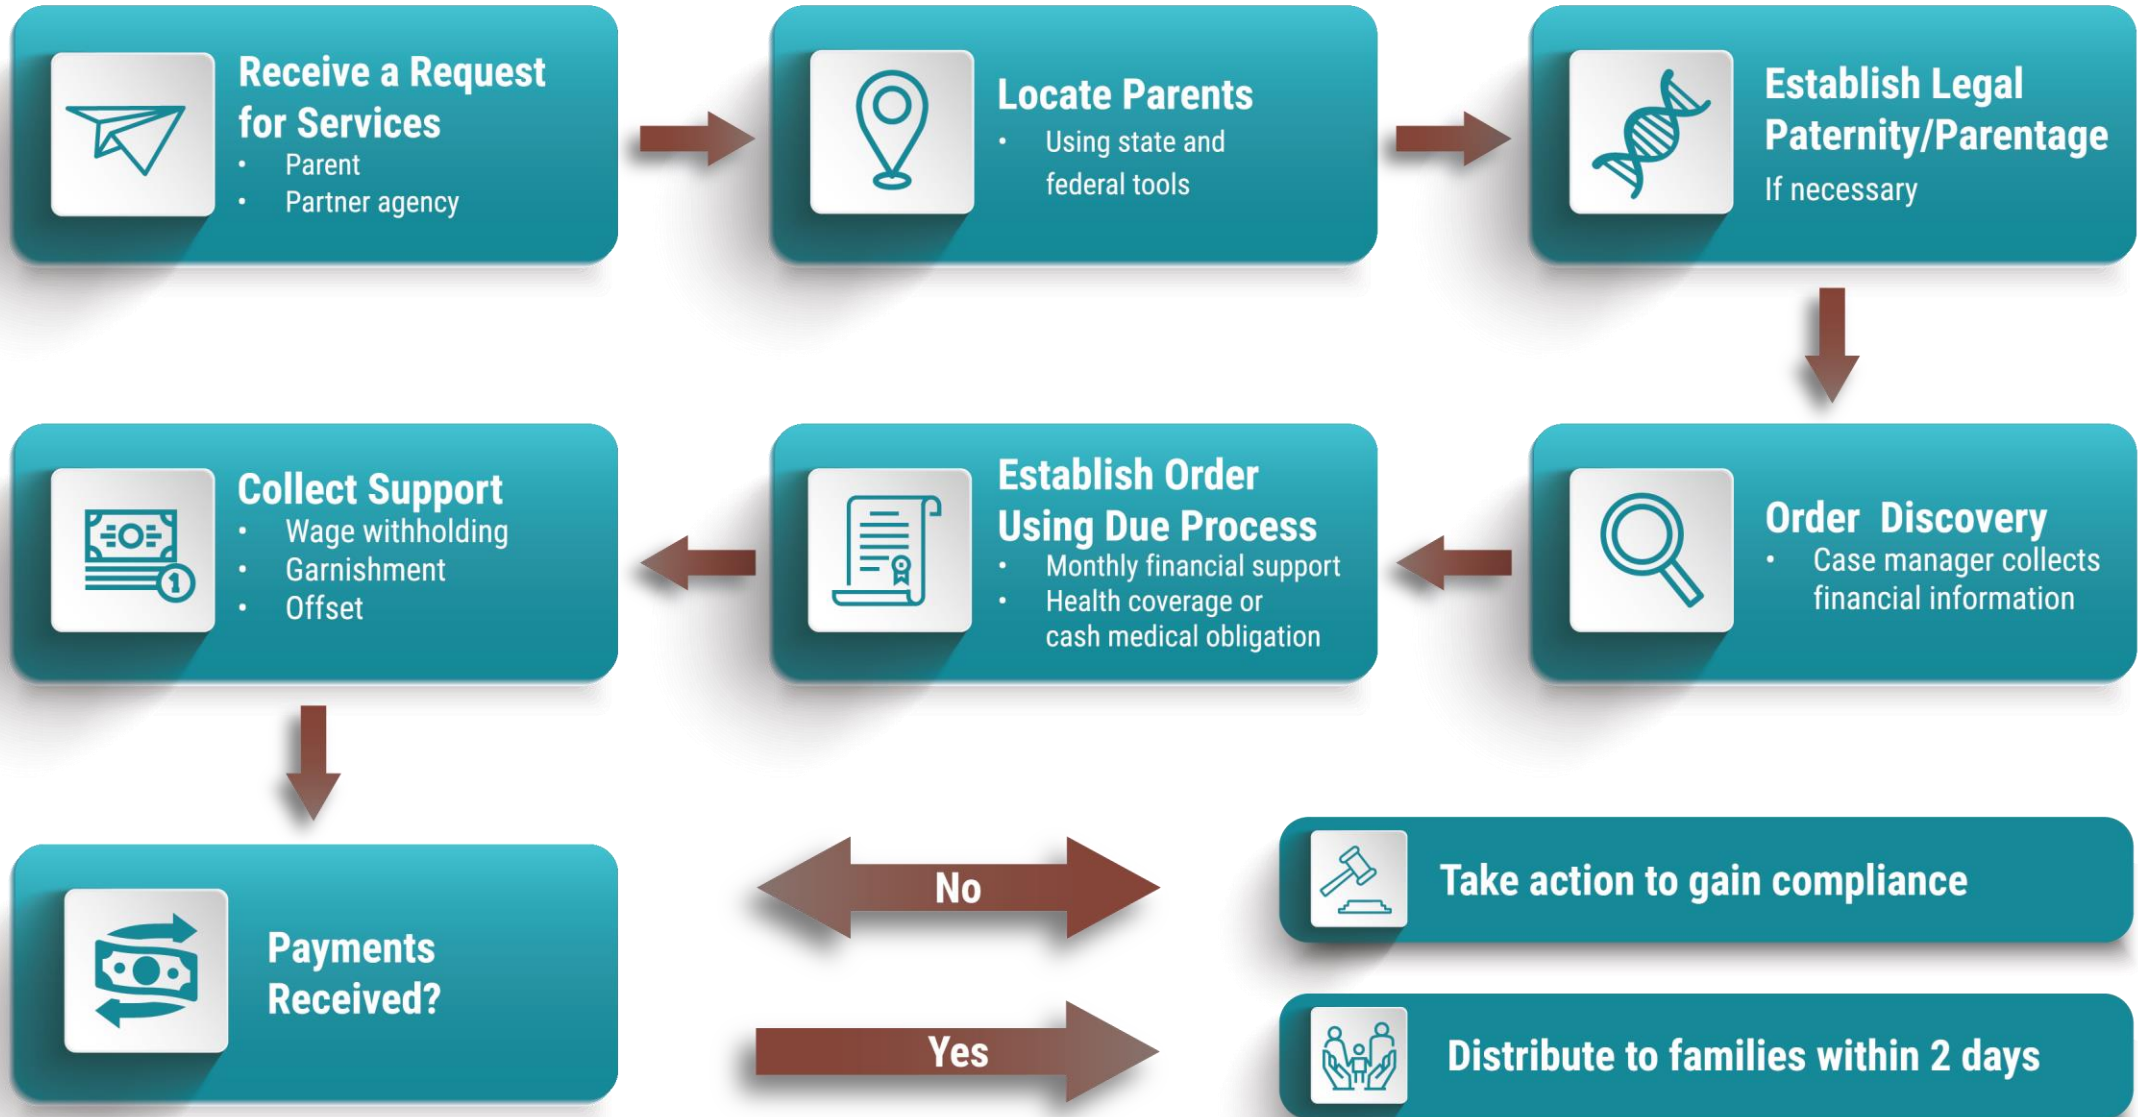 Receive a Request
for Services
• Parent
• Partner agency
Locate Parents
• Using state and
federal tools
Establish Legal
Paternity/Parentage
If necessary
Order Discovery
• Case manager collects
financial information
Establish Order
Using Due Process
• Monthly financial support
• Health coverage or
cash medical obligation
Collect Support
• Wage withholding
• Garnishment
• Offset
Payments
Received?
No
Take action to gain compliance
Yes
Distribute to families within 2 days